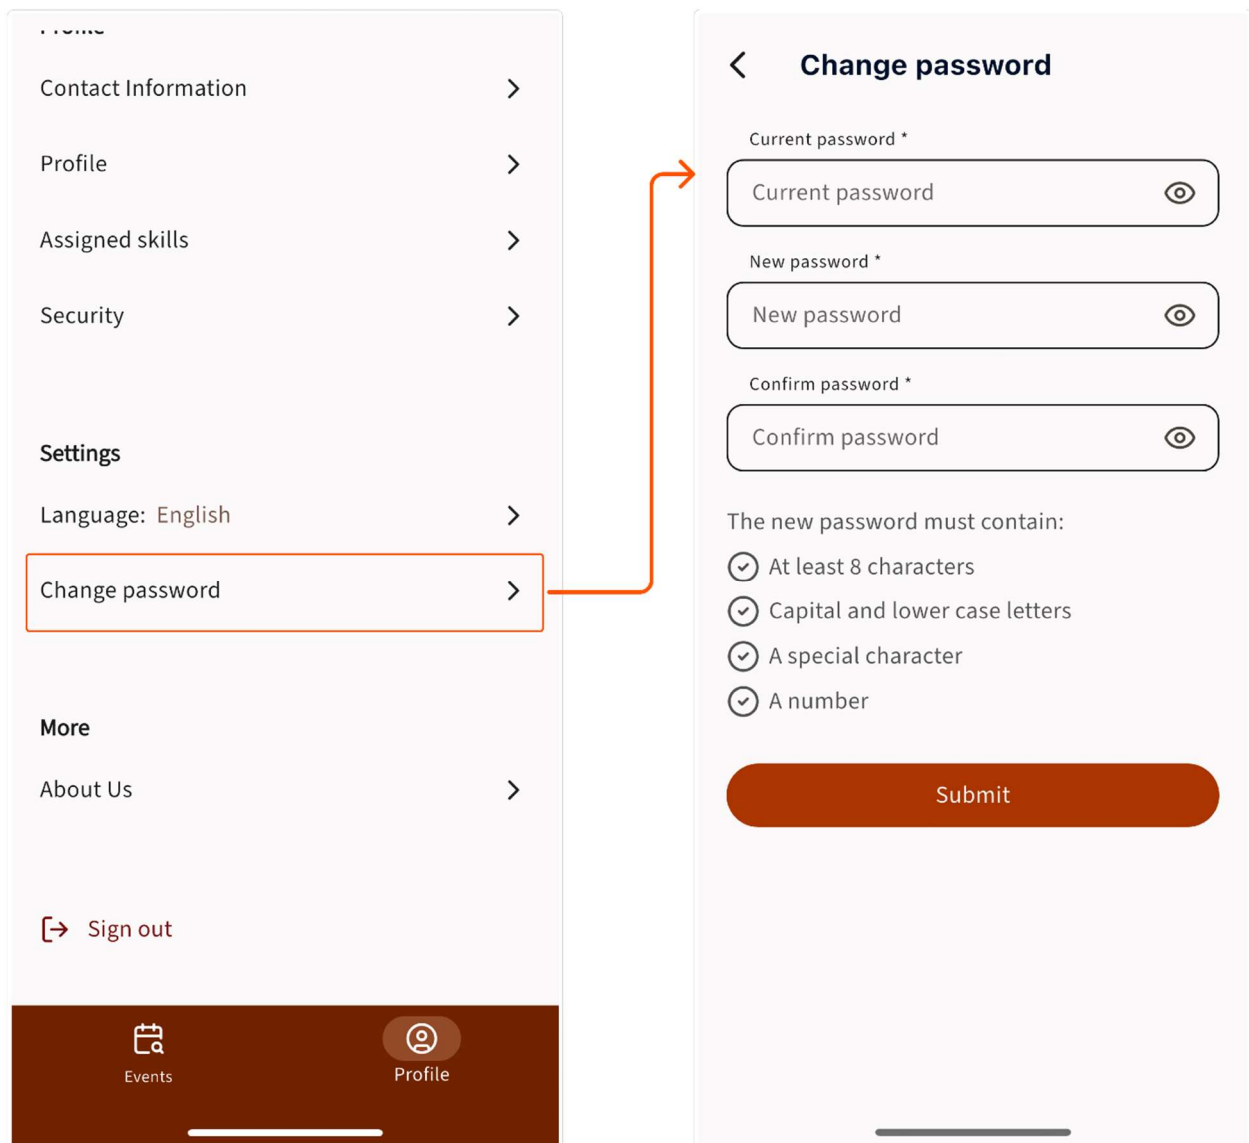 Profile
Contact Information
Profile
Assigned skills
Security
Settings
Language: English
Change password
More
About Us
Sign out
Events
Profile
Change password
Current password *
Current password
New password *
New password
Confirm password *
Confirm password
The new password must contain:
At least 8 characters
Capital and lower case letters
A special character
A number
Submit